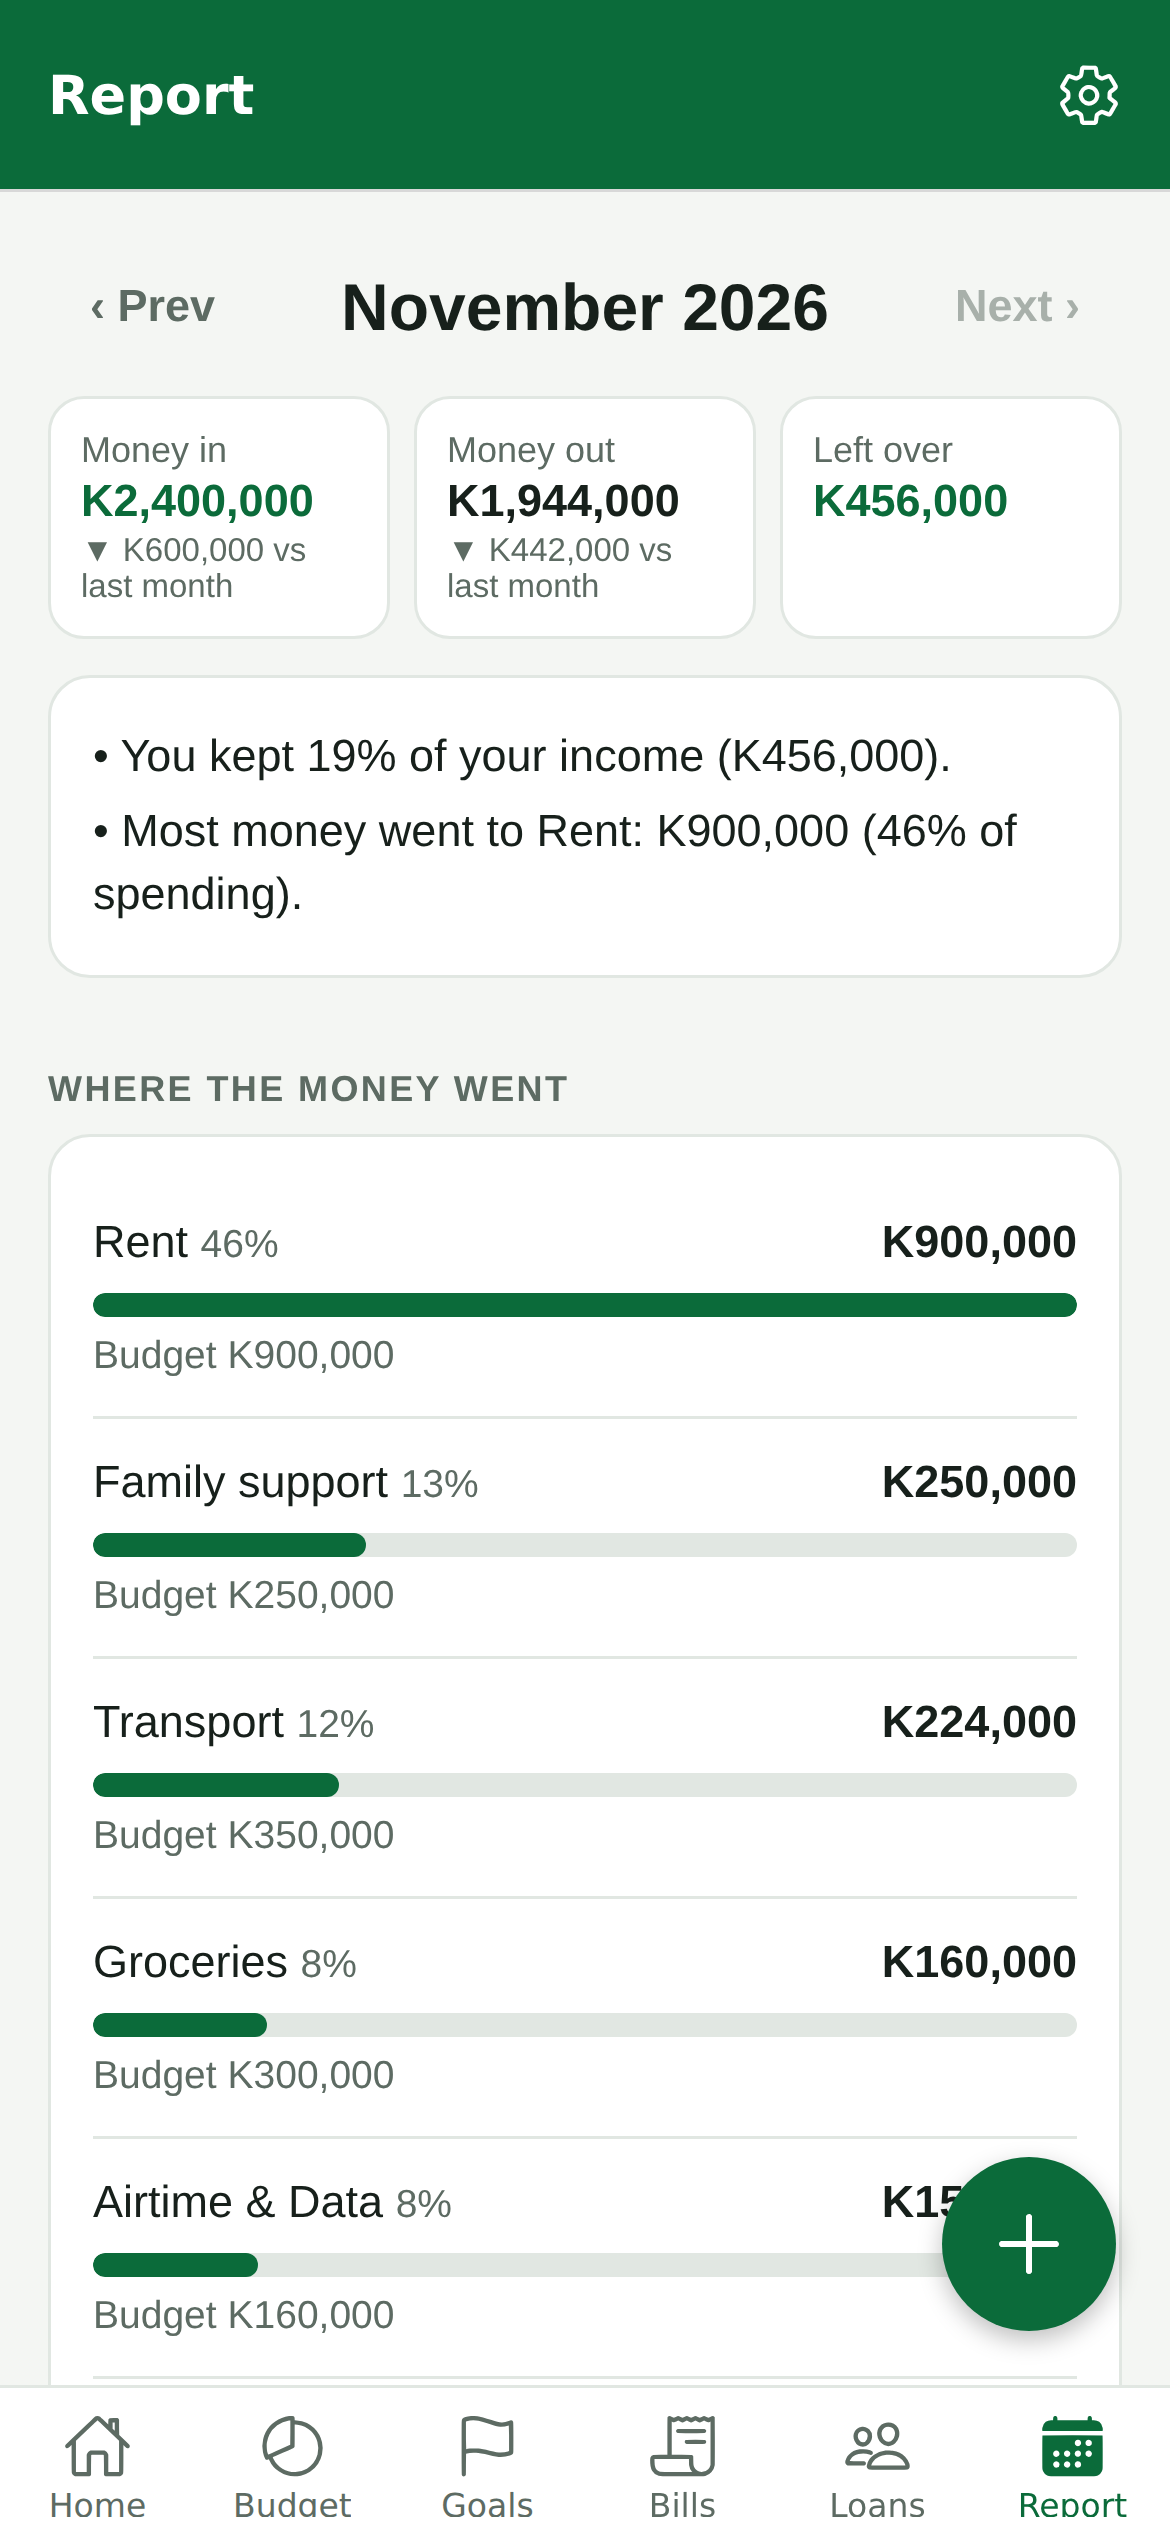 Report
‹ Prev
November 2026
Next ›
Money in
K2,400,000
▼ K600,000 vs
last month
Money out
K1,944,000
▼ K442,000 vs
last month
Left over
K456,000
• You kept 19% of your income (K456,000).
• Most money went to Rent: K900,000 (46% of
spending).
WHERE THE MONEY WENT
Rent 46%
K900,000
Budget K900,000
Family support 13%
K250,000
Budget K250,000
Transport 12%
K224,000
Budget K350,000
Groceries 8%
K160,000
Budget K300,000
Airtime & Data 8%
Budget K160,000
Home
Budget
Goals
Bills
Loans
Report